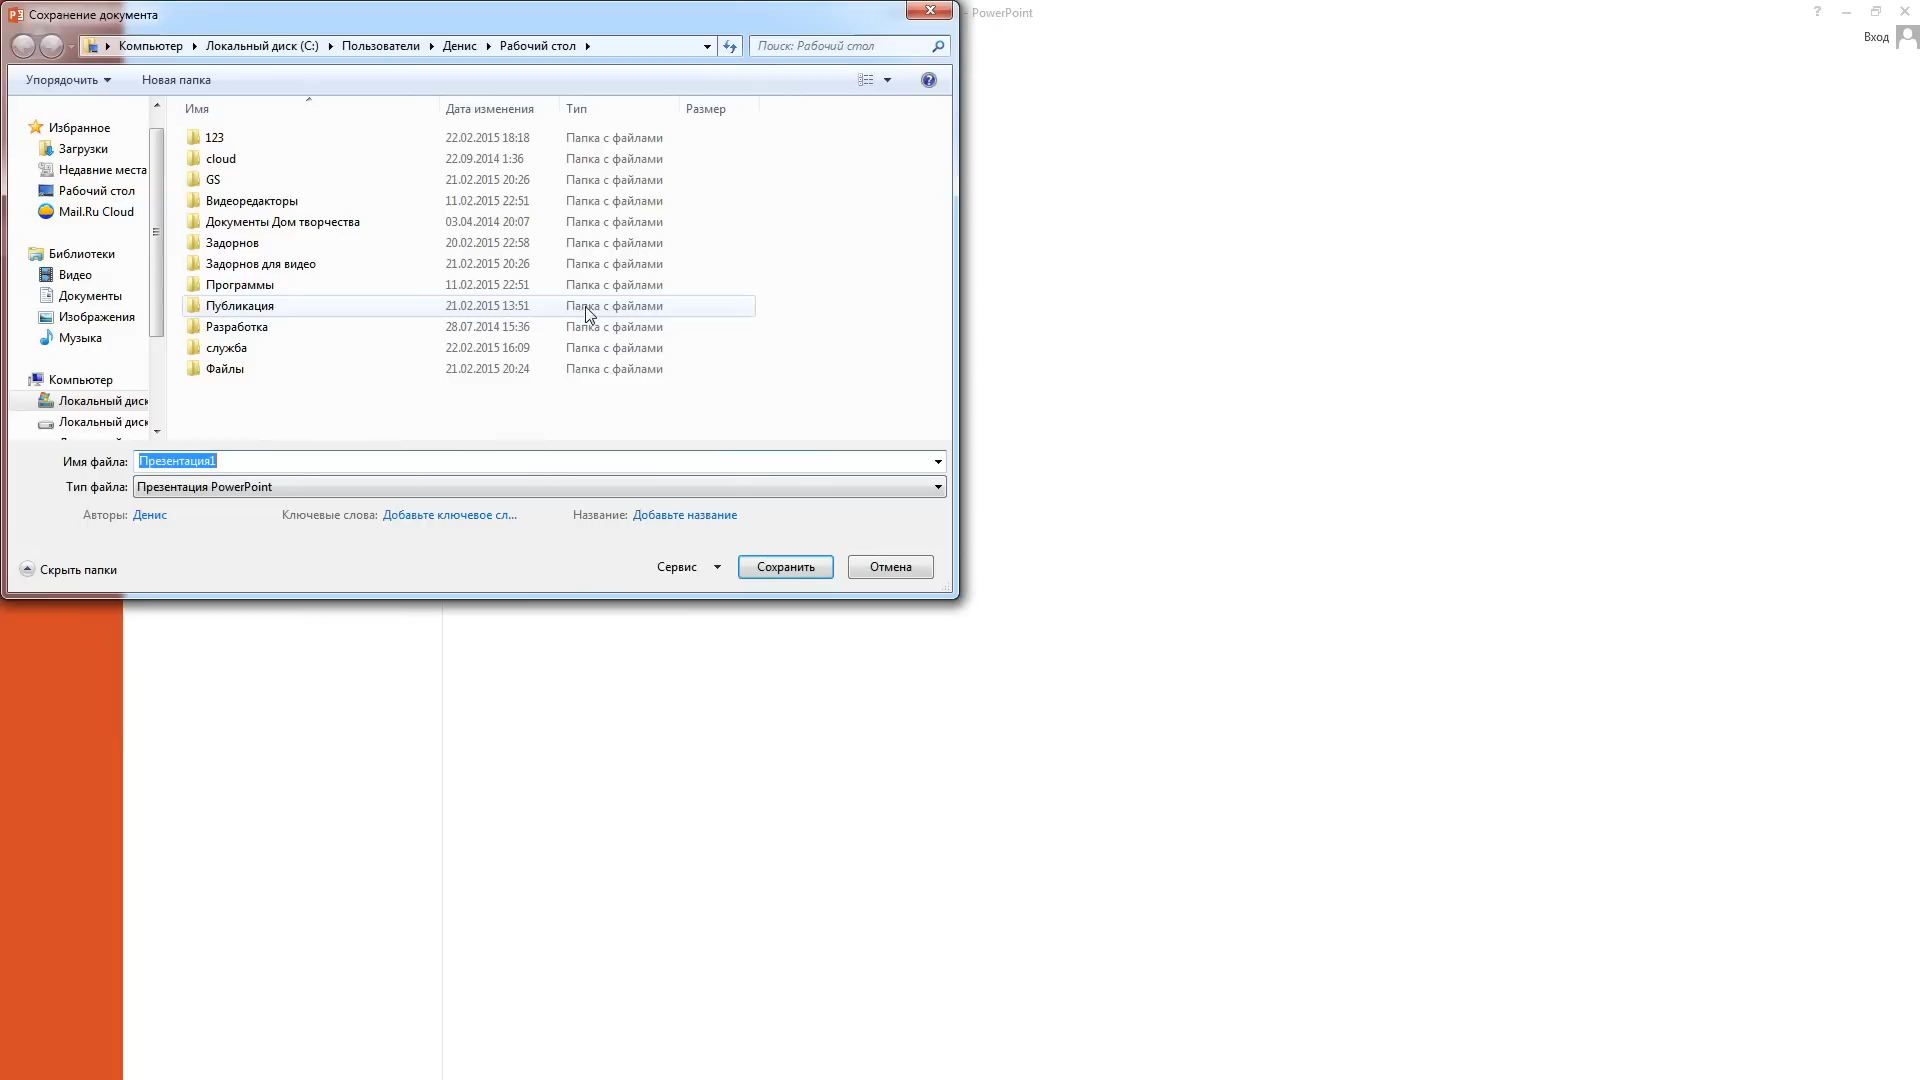 Сохранение документа
- PowerPoint
Вход
Компьютер Локальный диск (C:) Пользователи Денис Рабочий стол
Поиск: Рабочий стол
Упорядочить Новая папка
Имя Дата изменения Тип Размер
Избранное
Загрузки
Недавние места
Рабочий стол
Mail.Ru Cloud
Библиотеки
Видео
Документы
Изображения
Музыка
Компьютер
Локальный диск
Локальный диск
123 22.02.2015 18:18 Папка с файлами
cloud 22.09.2014 1:36 Папка с файлами
GS 21.02.2015 20:26 Папка с файлами
Видеоредакторы 11.02.2015 22:51 Папка с файлами
Документы Дом творчества 03.04.2014 20:07 Папка с файлами
Задорнов 20.02.2015 22:58 Папка с файлами
Задорнов для видео 21.02.2015 20:26 Папка с файлами
Программы 11.02.2015 22:51 Папка с файлами
Публикация 21.02.2015 13:51 Папка с файлами
Разработка 28.07.2014 15:36 Папка с файлами
служба 22.02.2015 16:09 Папка с файлами
Файлы 21.02.2015 20:24 Папка с файлами
Имя файла: Презентация1
Тип файла: Презентация PowerPoint
Авторы: Денис Ключевые слова: Добавьте ключевое сл... Название: Добавьте название
Скрыть папки Сервис Сохранить Отмена